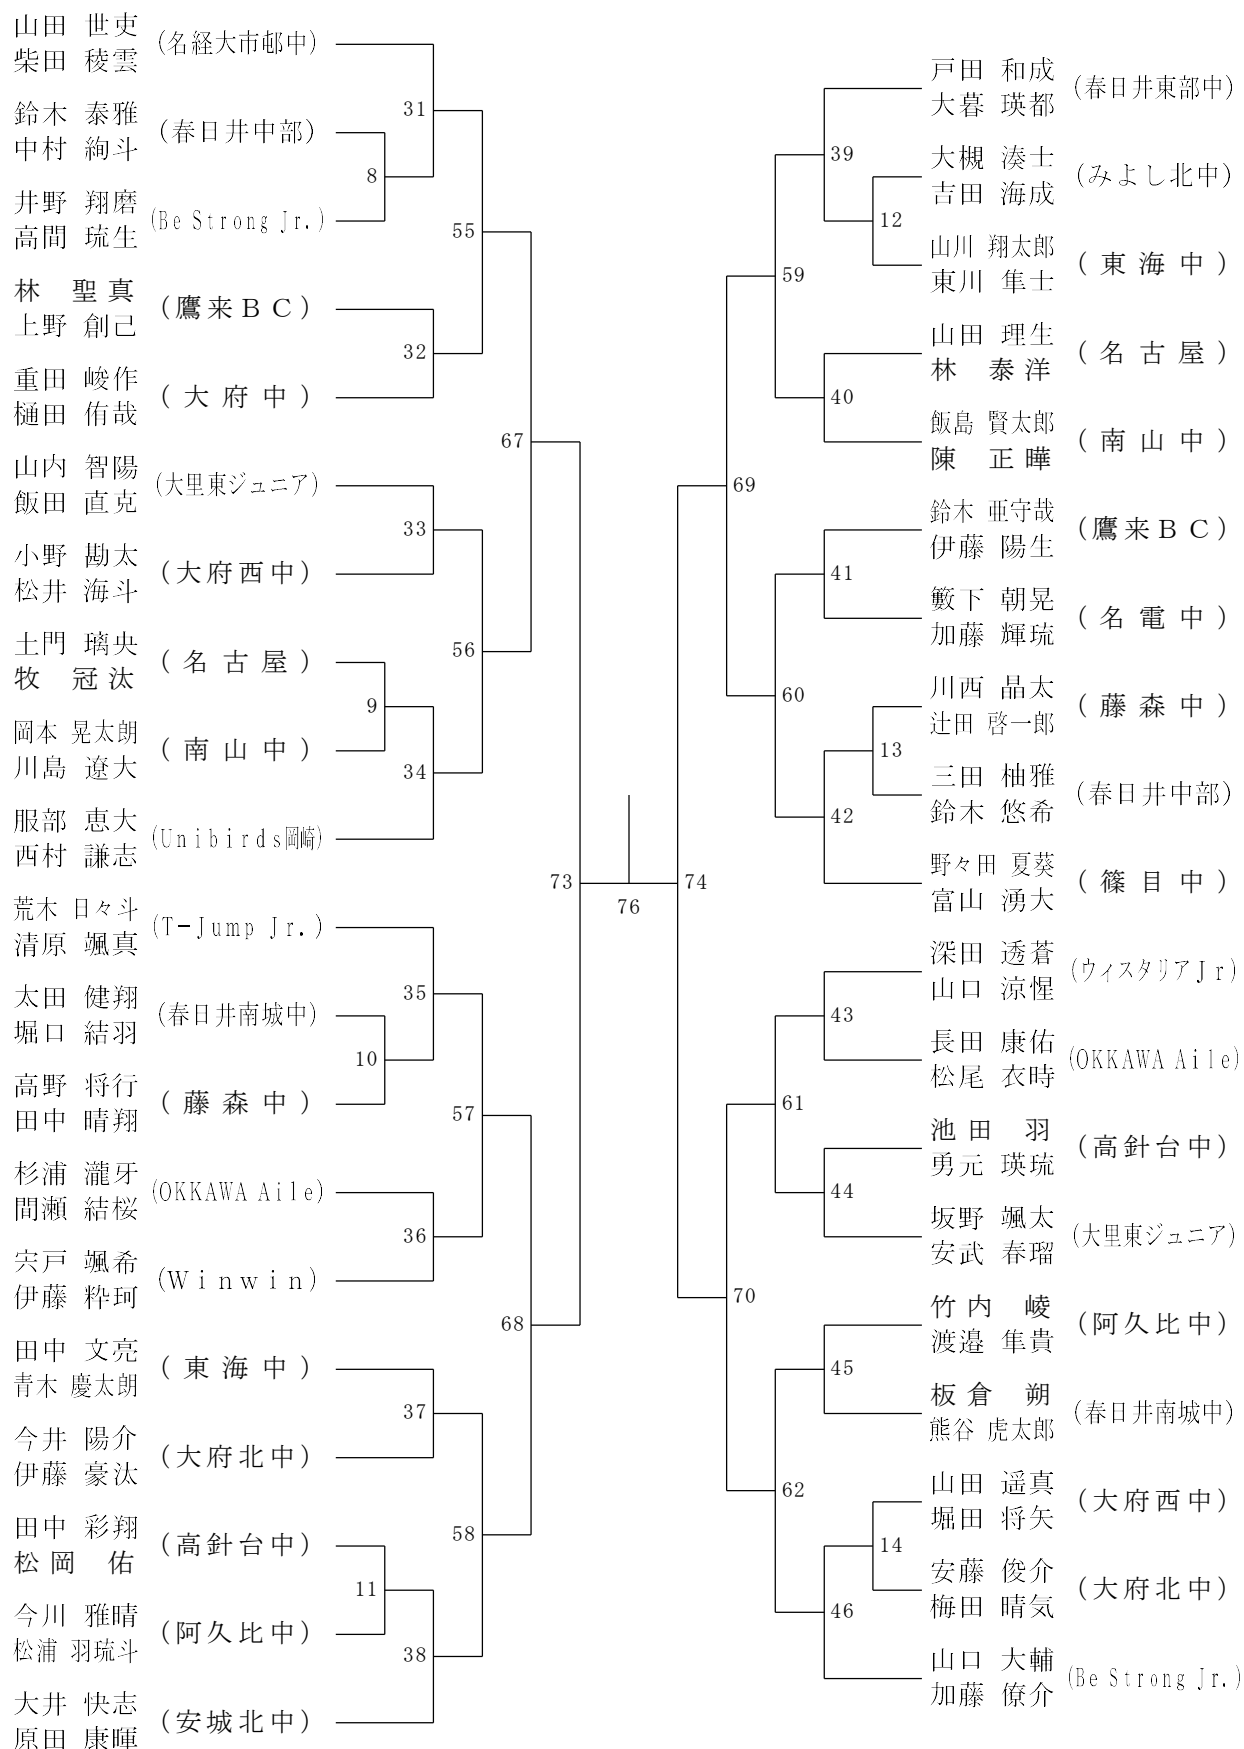 山田 世吏
柴田 稜雲
(名経大市邨中)
鈴木 泰雅
中村 絢斗
(春日井中部)
井野 翔磨
高間 琉生
(Be Strong Jr.)
林 聖真
上野 創己
(鷹来ＢＣ)
重田 峻作
樋田 侑哉
(大府中)
山内 智陽
飯田 直克
(大里東ジュニア)
小野 勘太
松井 海斗
(大府西中)
土門 璃央
牧 冠汰
(名古屋)
岡本 晃太朗
川島 遼大
(南山中)
服部 恵大
西村 謙志
(Unibirds岡崎)
荒木 日々斗
清原 颯真
(T-Jump Jr.)
太田 健翔
堀口 結羽
(春日井南城中)
高野 将行
田中 晴翔
(藤森中)
杉浦 瀧牙
間瀬 結桜
(OKKAWA Aile)
宍戸 颯希
伊藤 粋珂
(Winwin)
田中 文亮
青木 慶太朗
(東海中)
今井 陽介
伊藤 豪汰
(大府北中)
田中 彩翔
松岡 佑
(高針台中)
今川 雅晴
松浦 羽琉斗
(阿久比中)
大井 快志
原田 康暉
(安城北中)
31
8
55
32
67
33
56
9
34
73
35
10
57
36
68
37
58
11
38
76
74
39
12
59
40
69
41
60
13
42
43
61
44
70
45
62
14
46
戸田 和成
大暮 瑛都
(春日井東部中)
大槻 湊士
吉田 海成
(みよし北中)
山川 翔太郎
東川 隼士
(東海中)
山田 理生
林 泰洋
(名古屋)
飯島 賢太郎
陳 正曄
(南山中)
鈴木 亜守哉
伊藤 陽生
(鷹来ＢＣ)
籔下 朝晃
加藤 輝琉
(名電中)
川西 晶太
辻田 啓一郎
(藤森中)
三田 柚雅
鈴木 悠希
(春日井中部)
野々田 夏葵
富山 湧大
(篠目中)
深田 透蒼
山口 涼惺
(ウィスタリアＪｒ)
長田 康佑
松尾 衣時
(OKKAWA Aile)
池田 羽
勇元 瑛琉
(高針台中)
坂野 颯太
安武 春瑠
(大里東ジュニア)
竹内 崚
渡邉 隼貴
(阿久比中)
板倉 朔
熊谷 虎太郎
(春日井南城中)
山田 遥真
堀田 将矢
(大府西中)
安藤 俊介
梅田 晴気
(大府北中)
山口 大輔
加藤 僚介
(Be Strong Jr.)